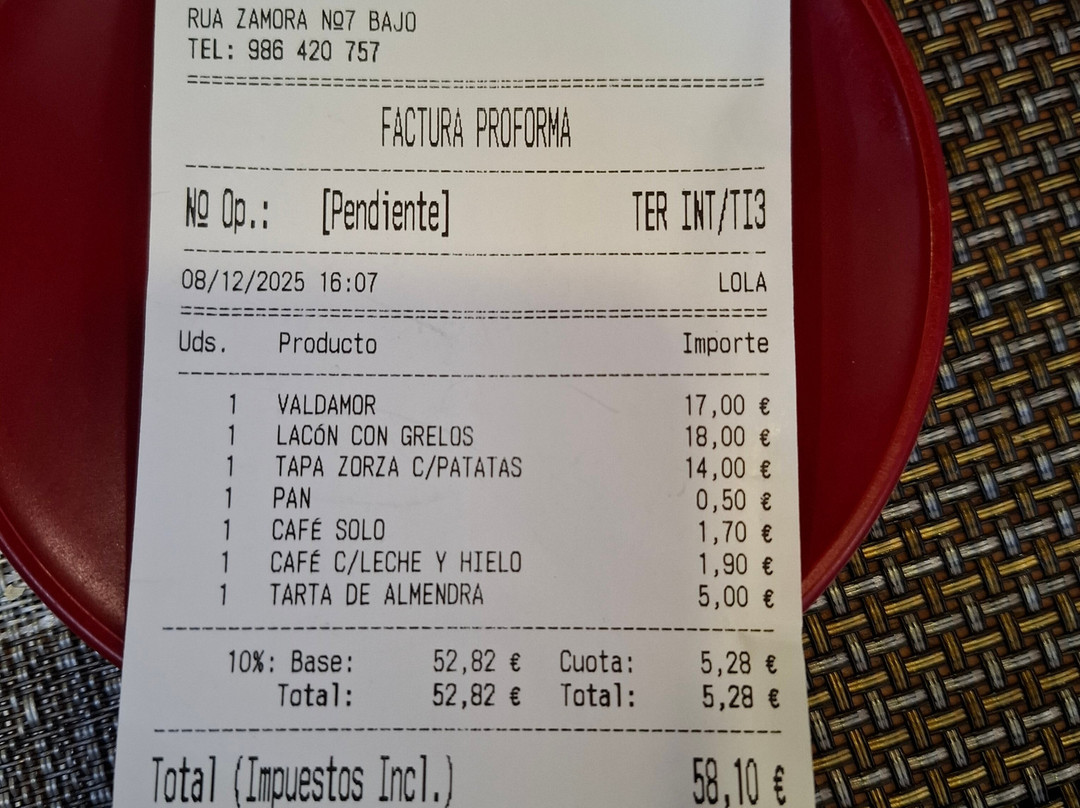 RUA ZAMORA Nº7 BAJO
TEL: 986 420 757
FACTURA PROFORMA
Nº Op.: [Pendiente] TER INT/TI3
08/12/2025 16:07 LOLA
Uds. Producto Importe
1 VALDAMOR 17,00 €
1 LACÓN CON GRELOS 18,00 €
1 TAPA ZORZA C/PATATAS 14,00 €
1 PAN 0,50 €
1 CAFÉ SOLO 1,70 €
1 CAFÉ C/LECHE Y HIELO 1,90 €
1 TARTA DE ALMENDRA 5,00 €
10%: Base: 52,82 € Cuota: 5,28 €
Total: 52,82 € Total: 5,28 €
Total (Impuestos Incl.) 58,10 €